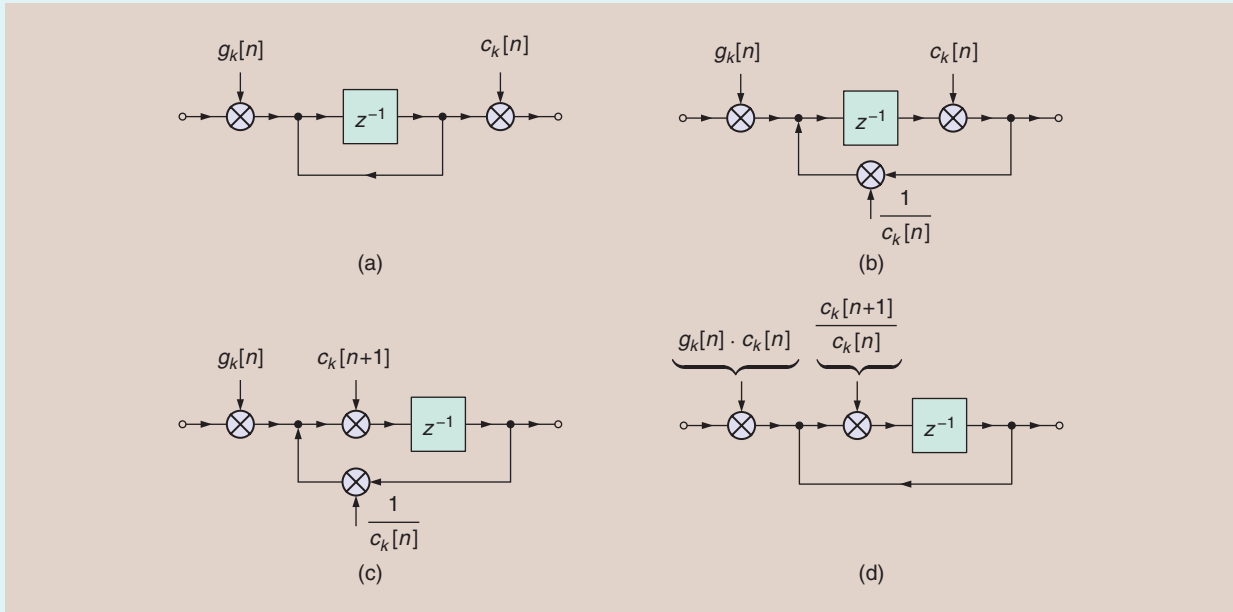 g_k[n]
c_k[n]
z⁻¹
(a)
g_k[n]
c_k[n]
z⁻¹
1
c_k[n]
(b)
g_k[n]
c_k[n+1]
z⁻¹
1
c_k[n]
(c)
g_k[n] · c_k[n]
c_k[n+1]
c_k[n]
z⁻¹
(d)